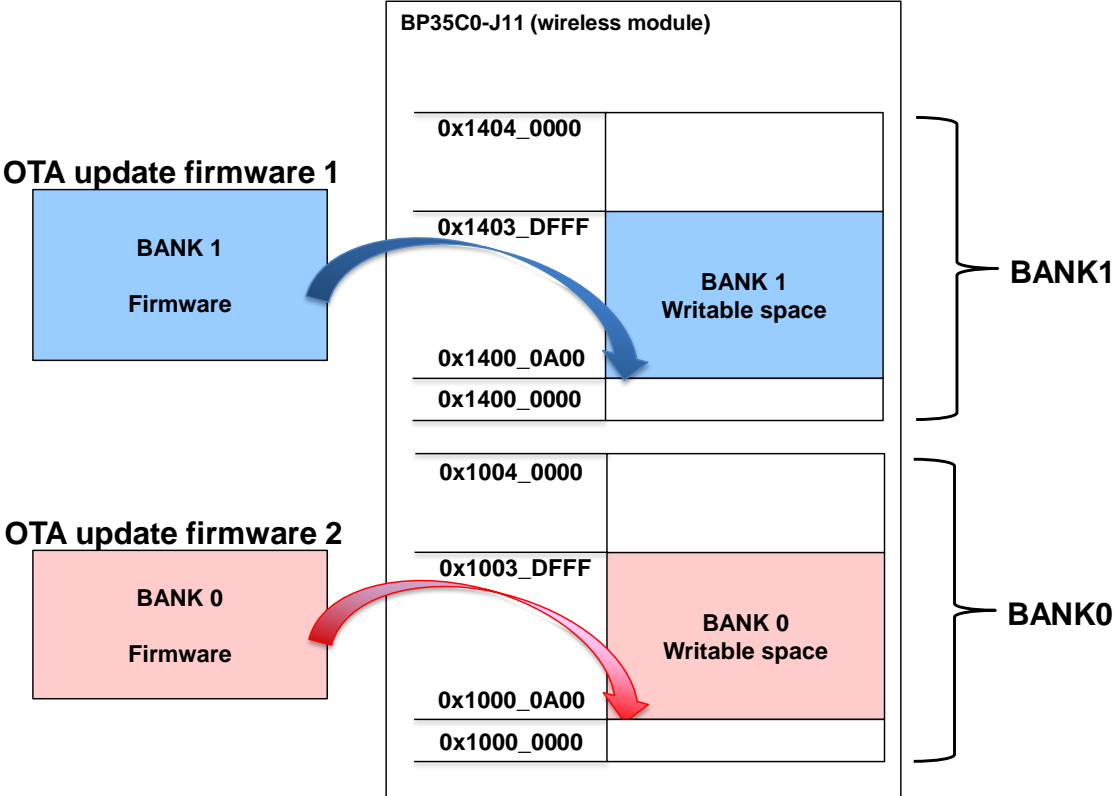 BP35C0-J11 (wireless module)
0x1404_0000
OTA update firmware 1
0x1403_DFFF
BANK 1
Firmware
BANK 1
Writable space
BANK1
0x1400_0A00
0x1400_0000
0x1004_0000
OTA update firmware 2
0x1003_DFFF
BANK 0
Firmware
BANK 0
Writable space
BANK0
0x1000_0A00
0x1000_0000